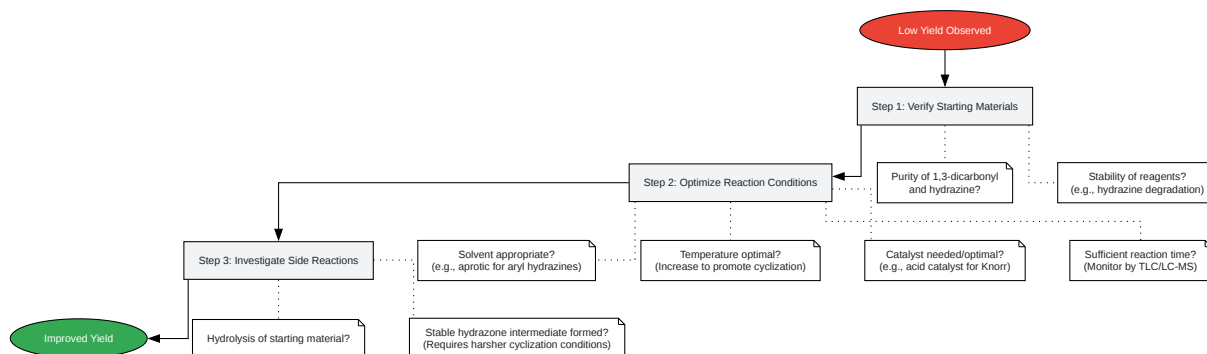 Low Yield Observed
Step 1: Verify Starting Materials
Purity of 1,3-dicarbonyl
and hydrazine?
Stability of reagents?
(e.g., hydrazine degradation)
Step 2: Optimize Reaction Conditions
Solvent appropriate?
(e.g., aprotic for aryl hydrazines)
Temperature optimal?
(Increase to promote cyclization)
Catalyst needed/optimal?
(e.g., acid catalyst for Knorr)
Sufficient reaction time?
(Monitor by TLC/LC-MS)
Step 3: Investigate Side Reactions
Hydrolysis of starting material?
Stable hydrazone intermediate formed?
(Requires harsher cyclization conditions)
Improved Yield